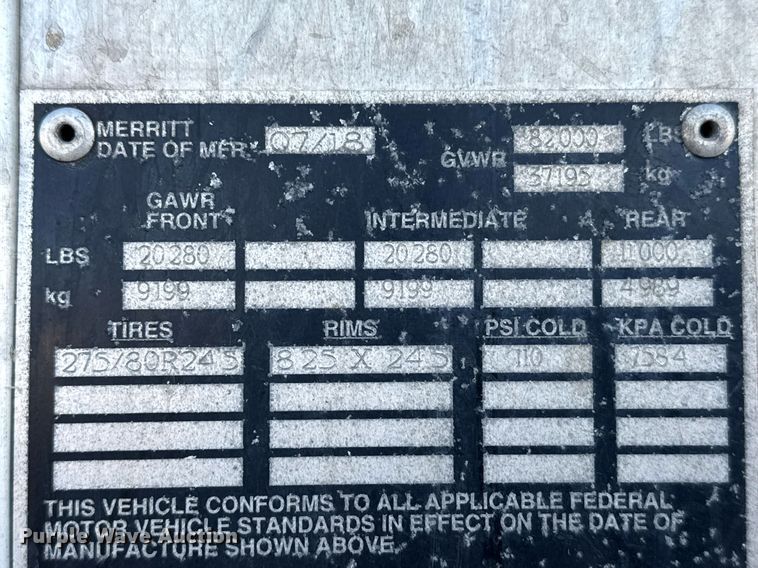 MERRITT
DATE OF MFR. 07/18
GVWR 82000 LBS
37195 kg
GAWR
FRONT INTERMEDIATE REAR
LBS 20280 20280 11000
kg 9199 9199 4989
TIRES RIMS PSI COLD KPA COLD
275/80R24.5 8.25 X 24.5 110 7584
THIS VEHICLE CONFORMS TO ALL APPLICABLE FEDERAL
MOTOR VEHICLE STANDARDS IN EFFECT ON THE DATE OF
MANUFACTURE SHOWN ABOVE.
Purple Wave Auction